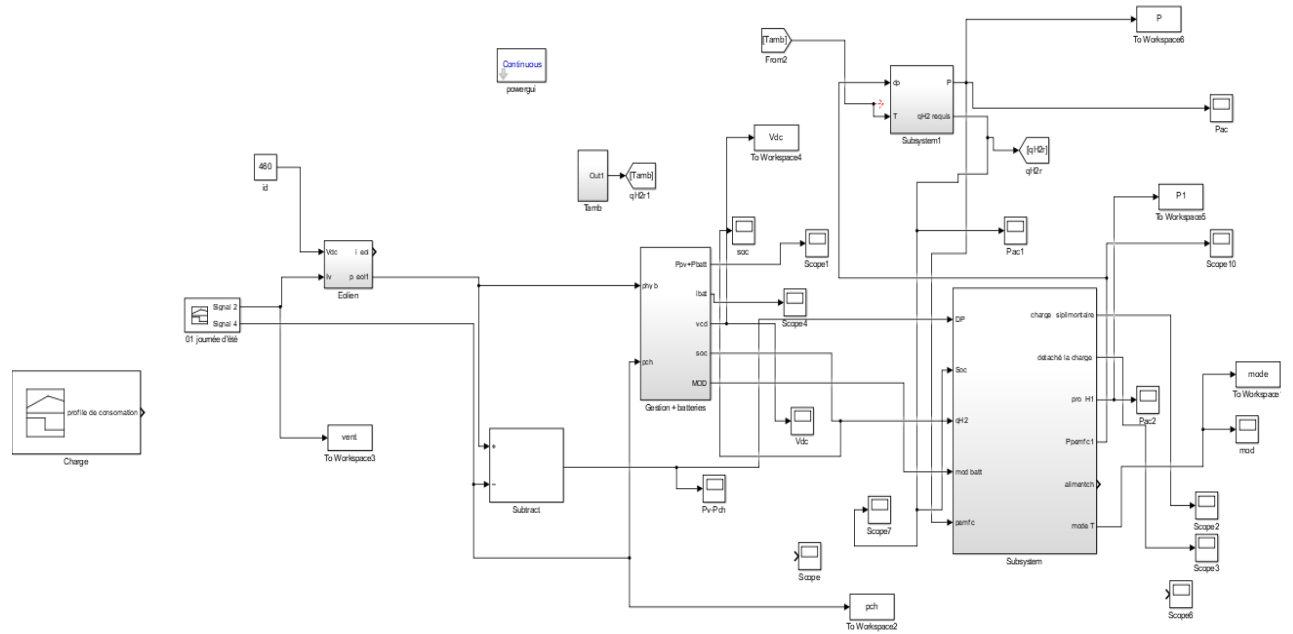 P
To Workspace6
[Tamb]
From2
Continuous
powergui
dp
P
T
qH2 requis
Subsystem1
Pac
Vdc
To Workspace4
[qH2r]
qH2r
460
id
Out1
[Tamb]
Tamb
qH2r1
P1
To Workspace5
soc
Pac1
Scope1
Scope10
Vdc
Iv
p eol1
Eolien
Ppv+Pbatt
phyb
ibat
vcd
pch
soc
MOD
Gestion + batteries
Scope4
Signal 2
Signal 4
01 journée d'été
DP
Soc
qH2
mod batt
pemfc
charge siplimontaire
detaché la charge
pro H1
Ppemfc1
alimentch
mode T
Subsystem
mode
To Workspace
Pac2
mod
Vdc
profile de consomation
Charge
vent
To Workspace3
+
−
Subtract
Pv-Pch
Scope7
Scope2
Scope3
Scope
Scope6
pch
To Workspace2